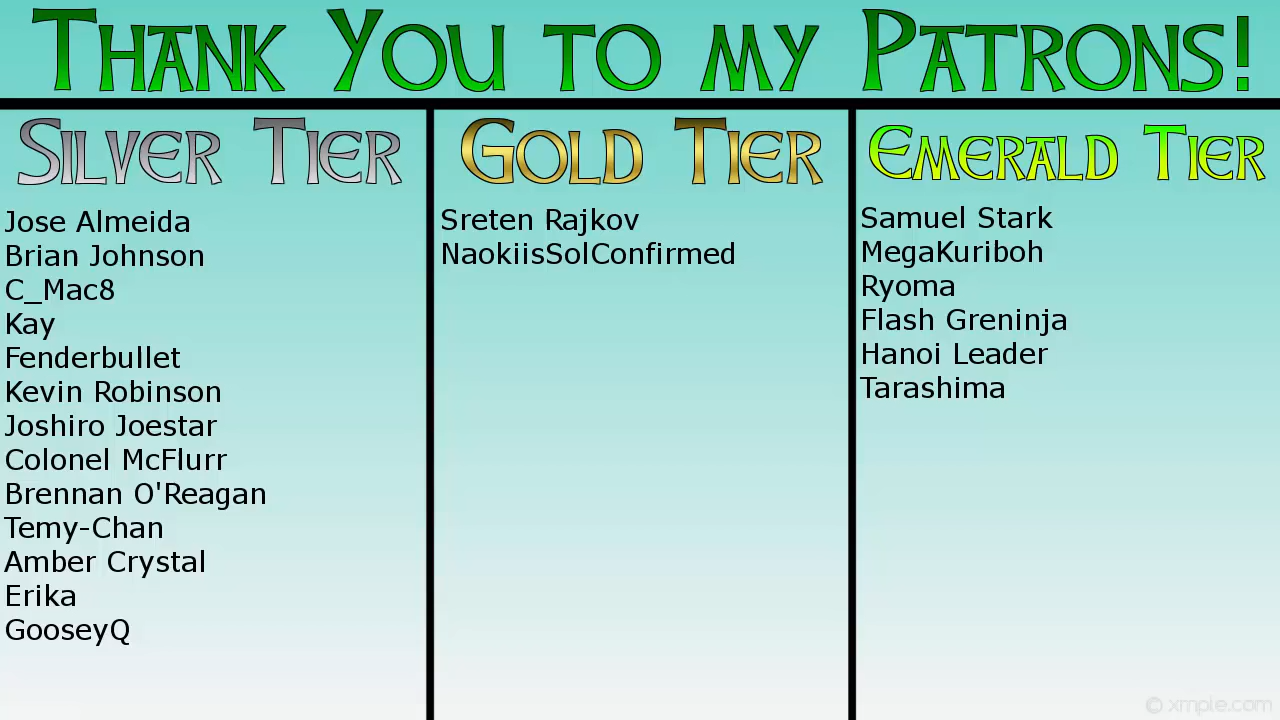 Thank You to my Patrons!
Silver Tier
Jose Almeida
Brian Johnson
C_Mac8
Kay
Fenderbullet
Kevin Robinson
Joshiro Joestar
Colonel McFlurr
Brennan O'Reagan
Temy-Chan
Amber Crystal
Erika
GooseyQ
Gold Tier
Sreten Rajkov
NaokiisSolConfirmed
Emerald Tier
Samuel Stark
MegaKuriboh
Ryoma
Flash Greninja
Hanoi Leader
Tarashima
© xmple.com